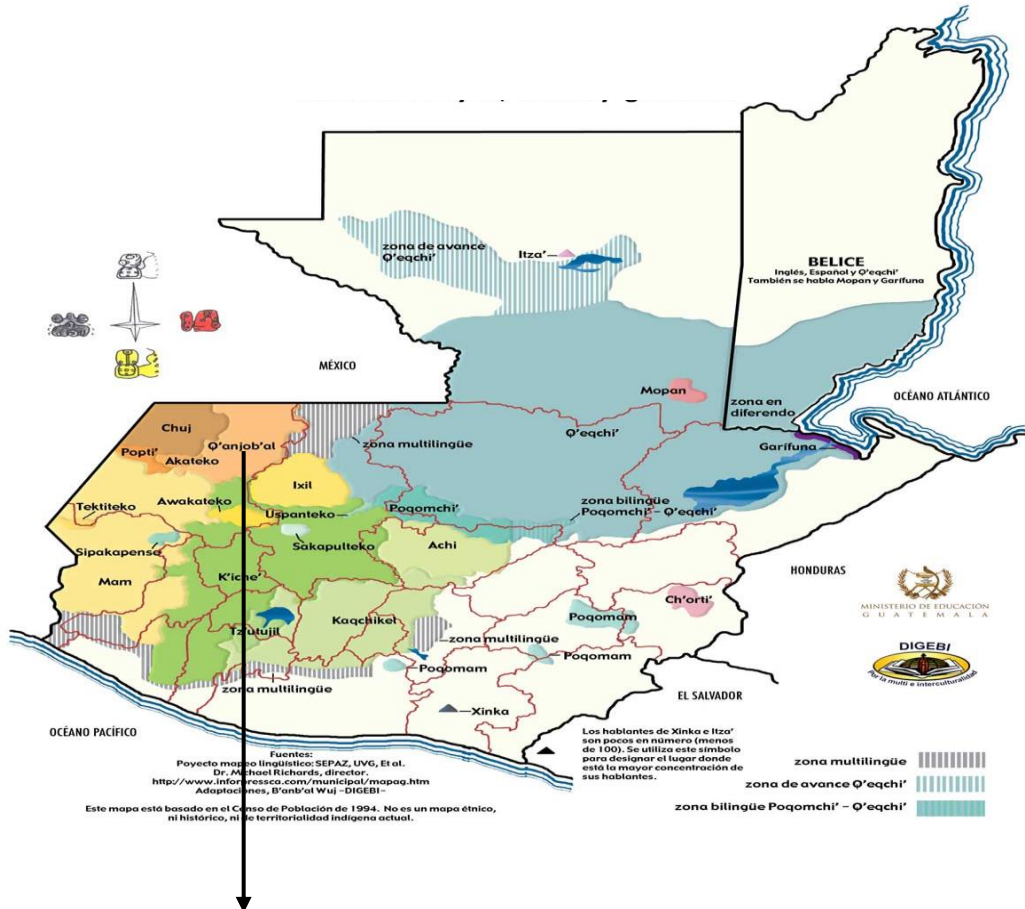 zona de avance
Q'eqchi'
Itza'
BELICE
Inglés, Español y Q'eqchi'
También se habla Mopan y Garífuna
MÉXICO
Mopan
zona en
diferendo
OCÉANO ATLÁNTICO
Chuj
Q'anjob'al
zona multilingüe
Q'eqchi'
Garífuna
Popti'
Akateko
Ixil
Awakateko
Tektiteko
Uspanteko
Poqomchi'
zona bilingüe
Poqomchi' - Q'eqchi'
Sipakapense
Sakapulteko
Achi
Mam
K'iche'
HONDURAS
Ch'orti'
MINISTERIO DE EDUCACIÓN
GUATEMALA
Tz'utujil
Kaqchikel
Poqomam
zona multilingüe
DIGEBI
Por la multi e interculturalidad
Poqomam
Poqomam
zona multilingüe
EL SALVADOR
Xinka
OCÉANO PACÍFICO
Los hablantes de Xinka e Itza'
son pocos en número (menos
de 100). Se utiliza este símbolo
para designar el lugar donde
está la mayor concentración de
sus hablantes.
Fuentes:
Poyecto mapeo lingüístico: SEPAZ, UVG, Et al.
Dr. Michael Richards, director.
http://www.inforpressca.com/municipal/mapag.htm
Adaptaciones, B'anb'al Wuj -DIGEBI-
Este mapa está basado en el Censo de Población de 1994. No es un mapa étnico,
ni histórico, ni de territorialidad indígena actual.
zona multilingüe
zona de avance Q'eqchi'
zona bilingüe Poqomchi' - Q'eqchi'